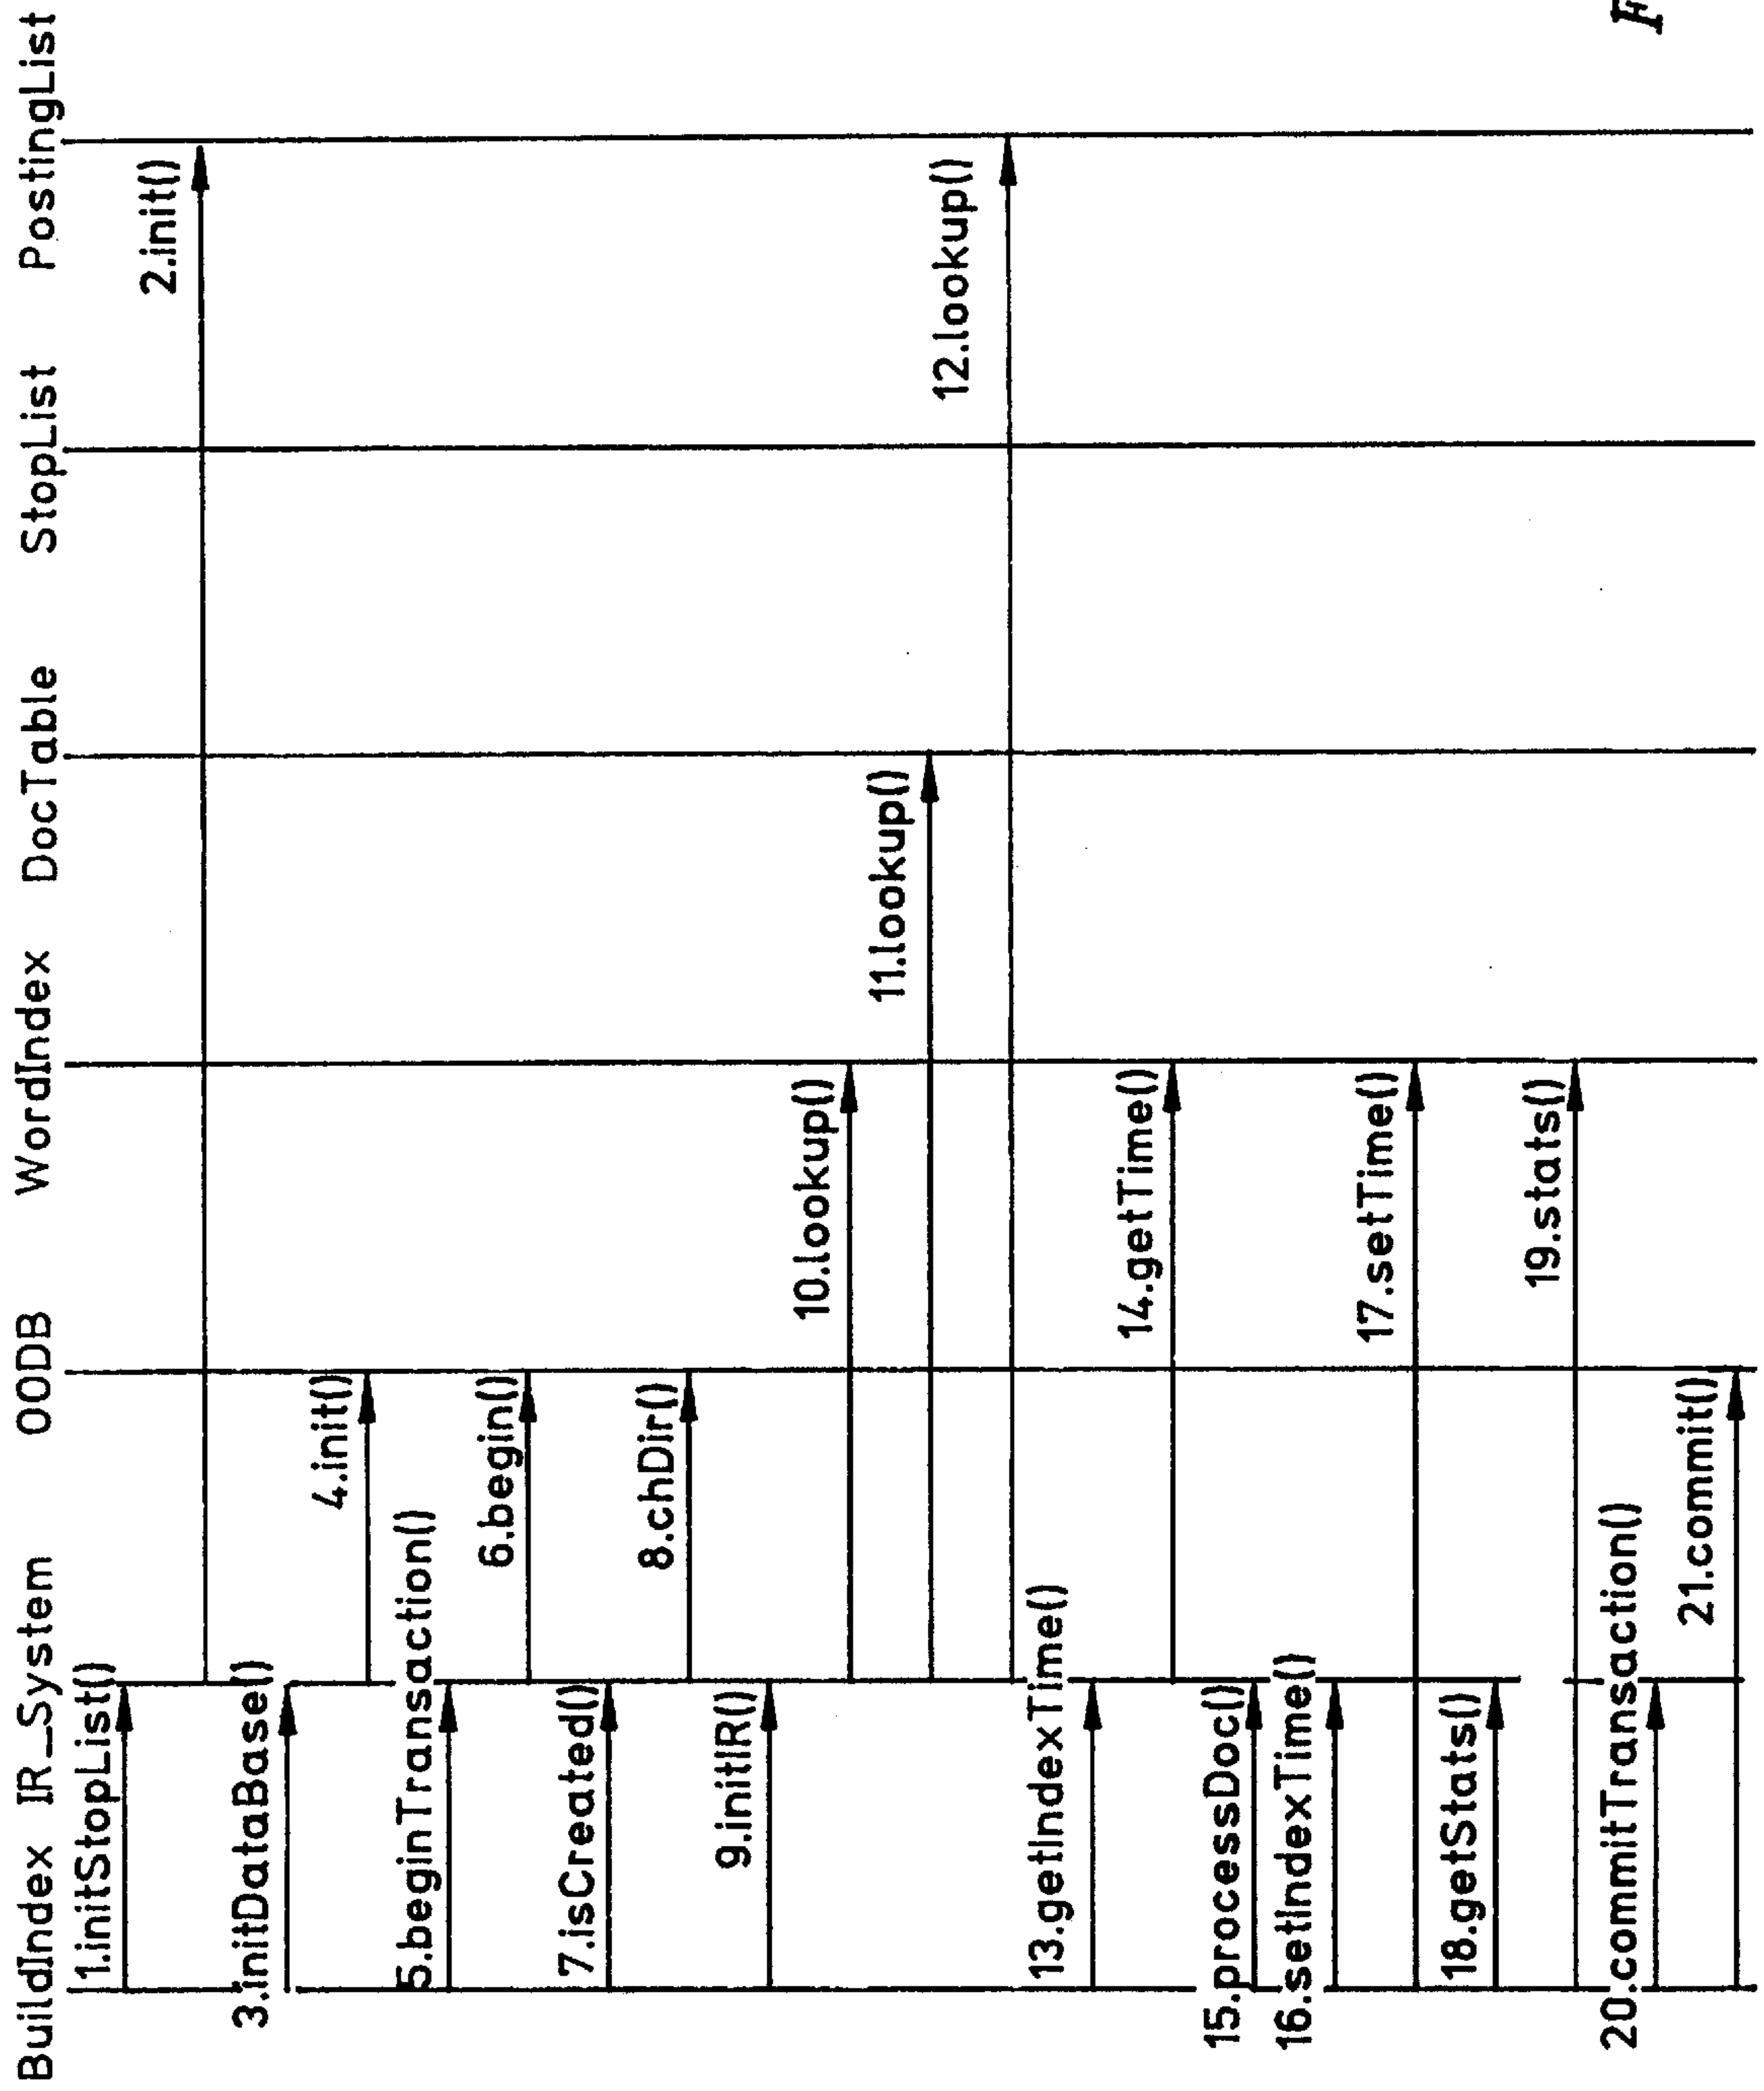 BuildIndex IR_System OODB WordIndex DocTable StopList PostingList
1.initStopList()
2.init()
3.initDataBase()
4.init()
5.beginTransaction()
6.begin()
7.isCreated()
8.chDir()
9.initIR()
10.lookup()
11.lookup()
12.lookup()
13.getIndexTime()
14.getTime()
15.processDoc()
16.setIndexTime()
17.setTime()
18.getStats()
19.stats()
20.commitTransaction()
21.commit()